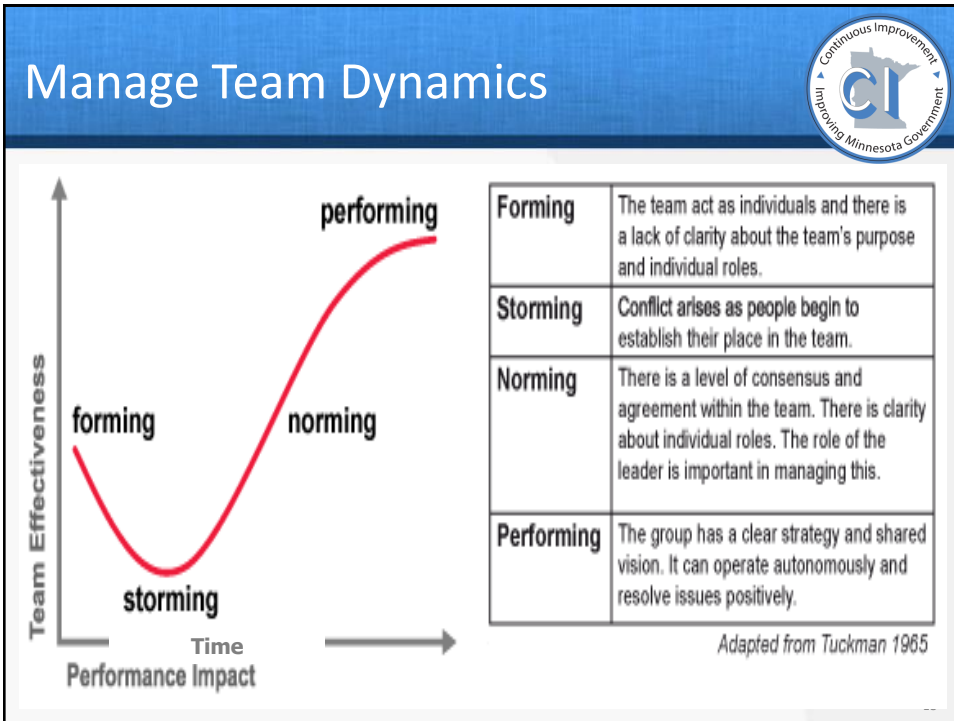 Manage Team Dynamics
Continuous Improvement
CI
Improving Minnesota Government
performing
forming
norming
storming
Team Effectiveness
Time
Performance Impact
Forming
The team act as individuals and there is
a lack of clarity about the team's purpose
and individual roles.
Storming
Conflict arises as people begin to
establish their place in the team.
Norming
There is a level of consensus and
agreement within the team. There is clarity
about individual roles. The role of the
leader is important in managing this.
Performing
The group has a clear strategy and shared
vision. It can operate autonomously and
resolve issues positively.
Adapted from Tuckman 1965